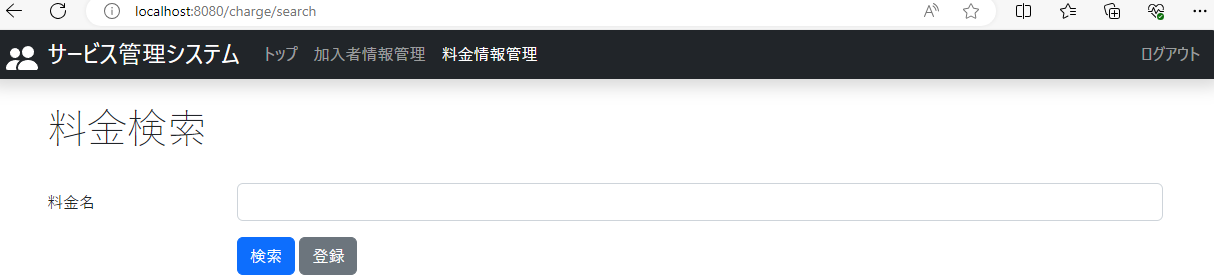 localhost:8080/charge/search
サービス管理システム トップ 加入者情報管理 料金情報管理 ログアウト
料金検索
料金名
検索 登録